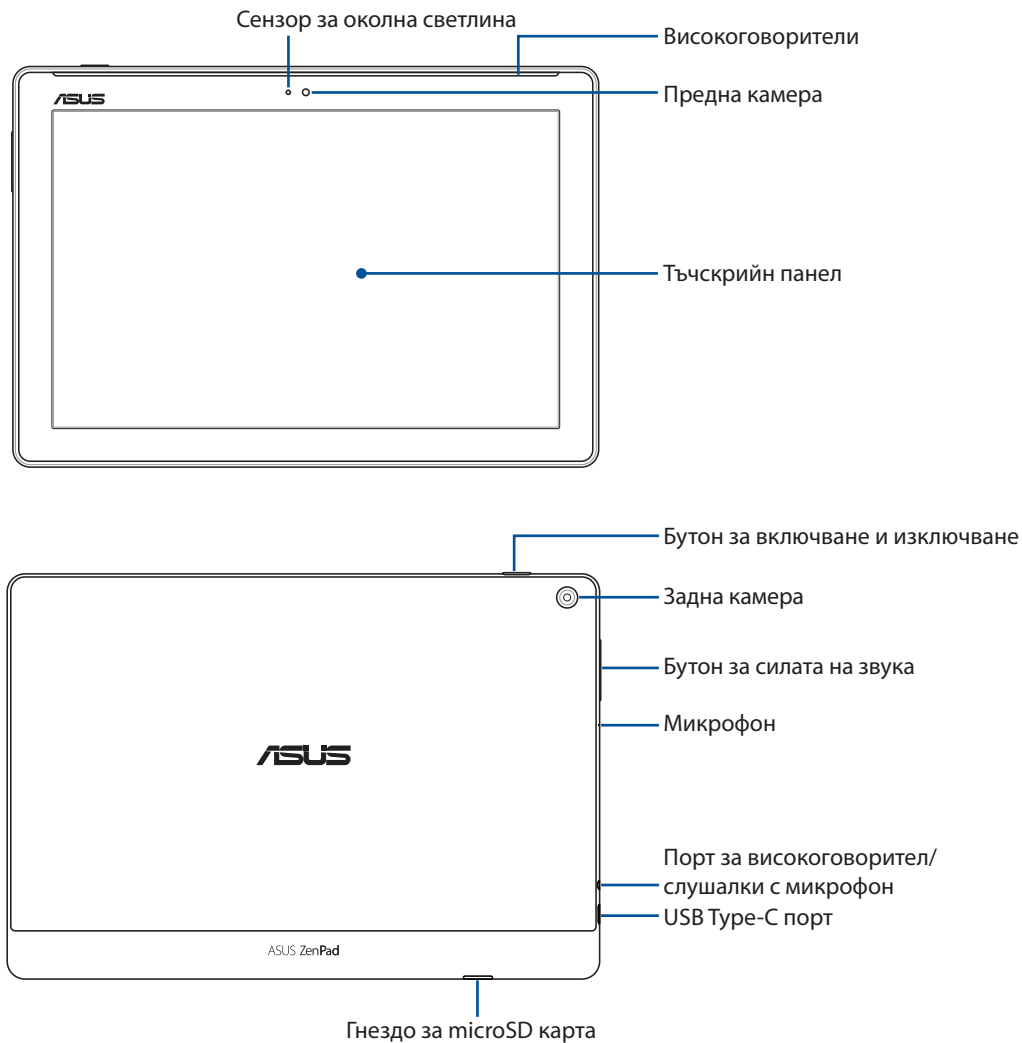 Сензор за околна светлина
Високоговорители
Предна камера
ASUS
Тъчскрийн панел
Бутон за включване и изключване
Задна камера
Бутон за силата на звука
Микрофон
ASUS
Порт за високоговорител/
слушалки с микрофон
USB Type-C порт
ASUS ZenPad
Гнездо за microSD карта